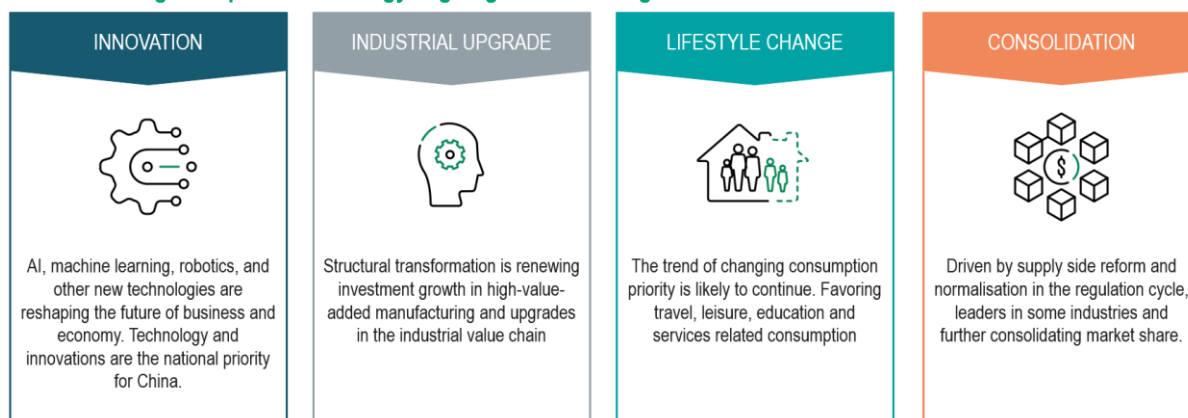 INNOVATION
AI, machine learning, robotics, and
other new technologies are
reshaping the future of business and
economy. Technology and
innovations are the national priority
for China.
INDUSTRIAL UPGRADE
Structural transformation is renewing
investment growth in high-value-
added manufacturing and upgrades
in the industrial value chain
LIFESTYLE CHANGE
The trend of changing consumption
priority is likely to continue. Favoring
travel, leisure, education and
services related consumption
CONSOLIDATION
$
Driven by supply side reform and
normalisation in the regulation cycle,
leaders in some industries and
further consolidating market share.